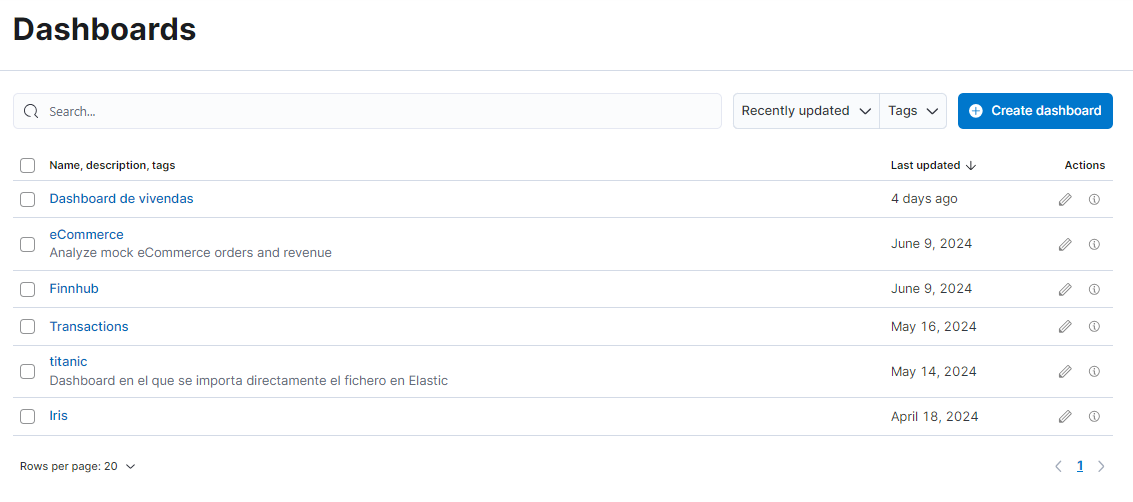 Dashboards
Search...
Recently updated
Tags
Create dashboard
Name, description, tags
Last updated
Actions
Dashboard de vivendas
4 days ago
eCommerce
Analyze mock eCommerce orders and revenue
June 9, 2024
Finnhub
June 9, 2024
Transactions
May 16, 2024
titanic
Dashboard en el que se importa directamente el fichero en Elastic
May 14, 2024
Iris
April 18, 2024
Rows per page: 20
1